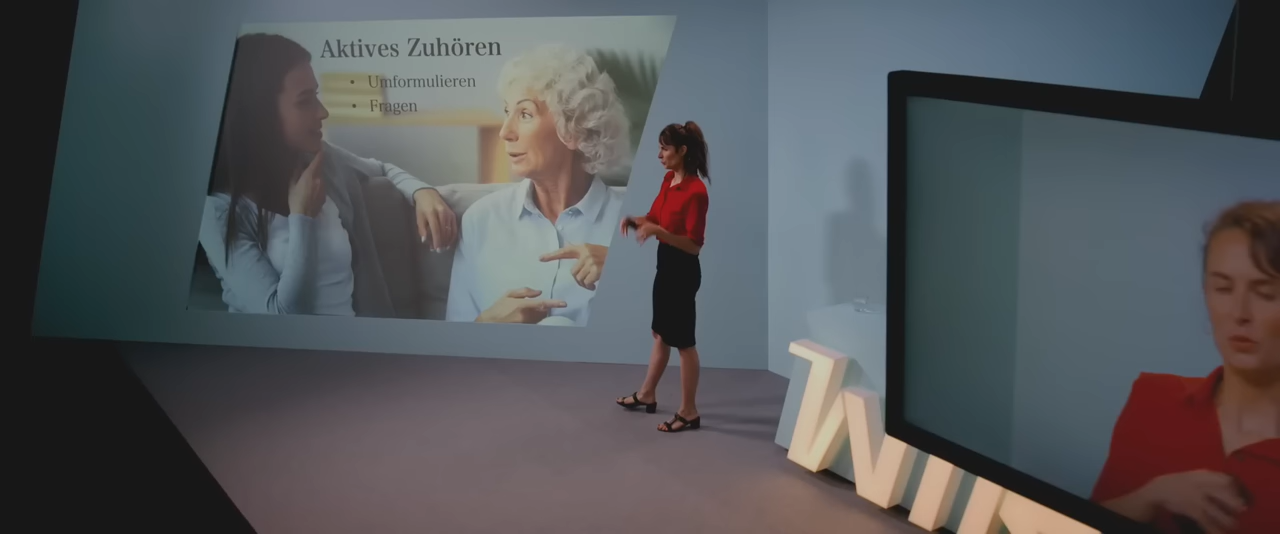 Aktives Zuhören
• Umformulieren
• Fragen